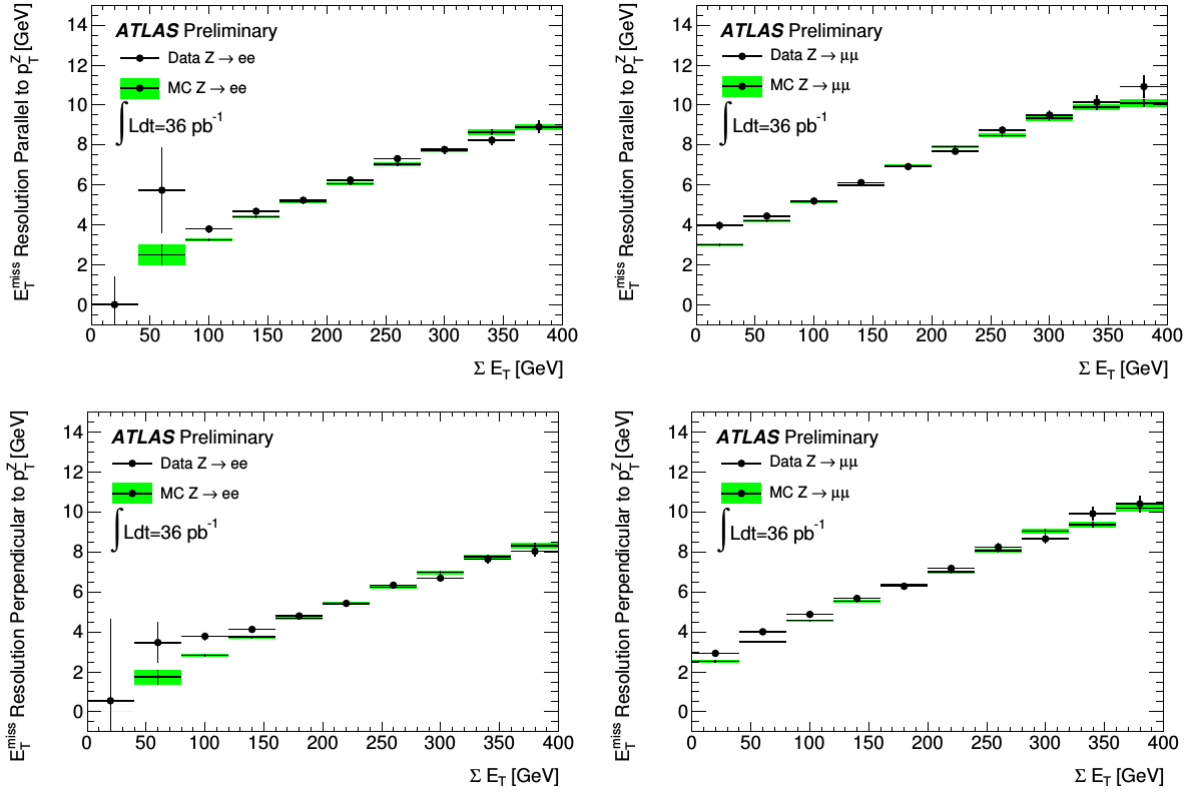 E_T^miss Resolution Parallel to p_T^Z [GeV]
14
12
10
8
6
4
2
0
ATLAS Preliminary
Data Z → ee
MC Z → ee
∫ Ldt=36 pb⁻¹
0 50 100 150 200 250 300 350 400
Σ E_T [GeV]
E_T^miss Resolution Parallel to p_T^Z [GeV]
14
12
10
8
6
4
2
0
ATLAS Preliminary
Data Z → μμ
MC Z → μμ
∫ Ldt=36 pb⁻¹
0 50 100 150 200 250 300 350 400
Σ E_T [GeV]
E_T^miss Resolution Perpendicular to p_T^Z [GeV]
14
12
10
8
6
4
2
0
ATLAS Preliminary
Data Z → ee
MC Z → ee
∫ Ldt=36 pb⁻¹
0 50 100 150 200 250 300 350 400
Σ E_T [GeV]
E_T^miss Resolution Perpendicular to p_T^Z [GeV]
14
12
10
8
6
4
2
0
ATLAS Preliminary
Data Z → μμ
MC Z → μμ
∫ Ldt=36 pb⁻¹
0 50 100 150 200 250 300 350 400
Σ E_T [GeV]